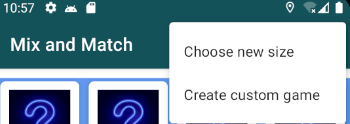 10:57
Mix and Match
Choose new size
Create custom game